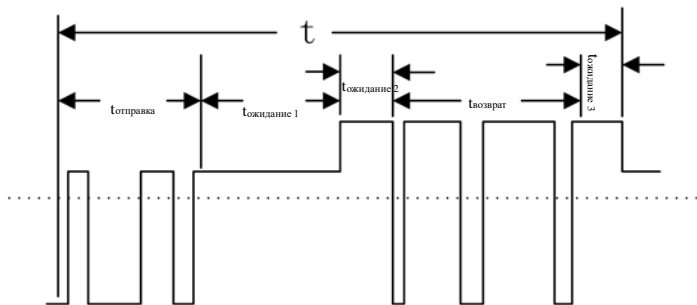 t
tожидание 2
tожидание 3
tотправка
tожидание 1
tвозврат